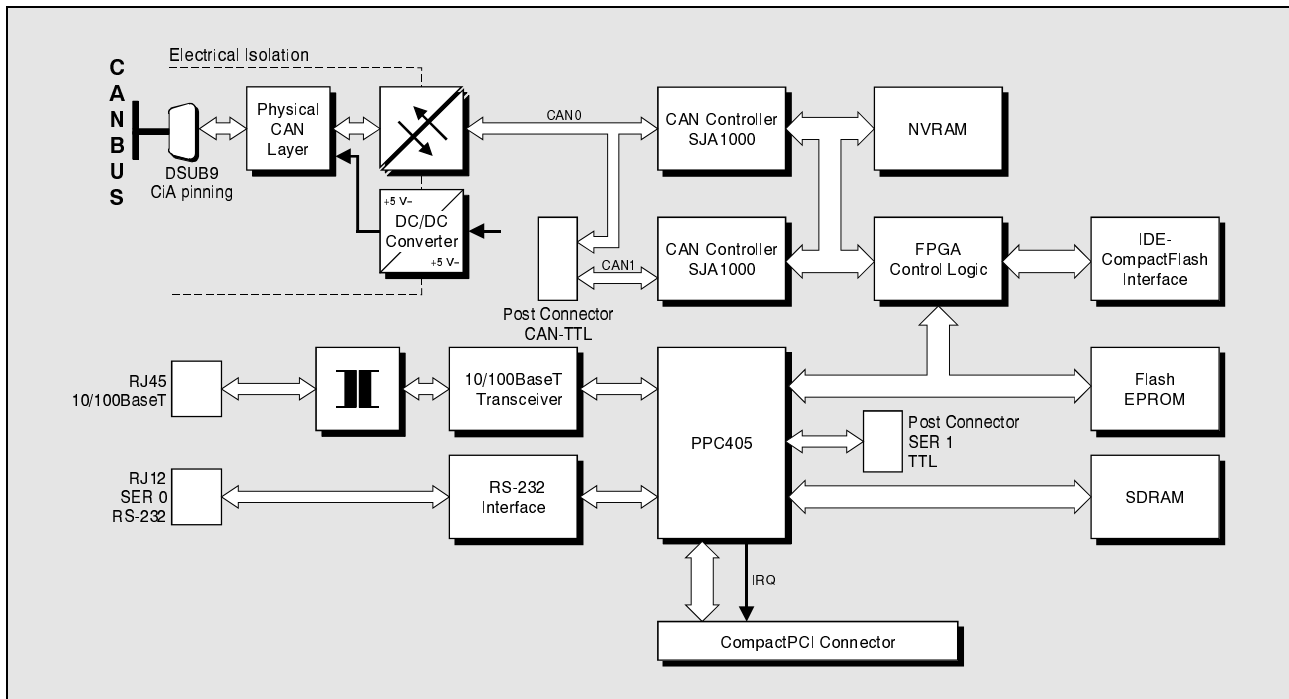 CANBUS
Electrical Isolation
Physical
CAN
Layer
DSUB9
CiA pinning
+5 V–
DC/DC
Converter
+5 V–
CAN0
CAN Controller
SJA1000
NVRAM
CAN1
CAN Controller
SJA1000
FPGA
Control Logic
IDE-
CompactFlash
Interface
Post Connector
CAN-TTL
RJ45
10/100BaseT
10/100BaseT
Transceiver
PPC405
Flash
EPROM
Post Connector
SER 1
TTL
RJ12
SER 0
RS-232
RS-232
Interface
SDRAM
IRQ
CompactPCI Connector